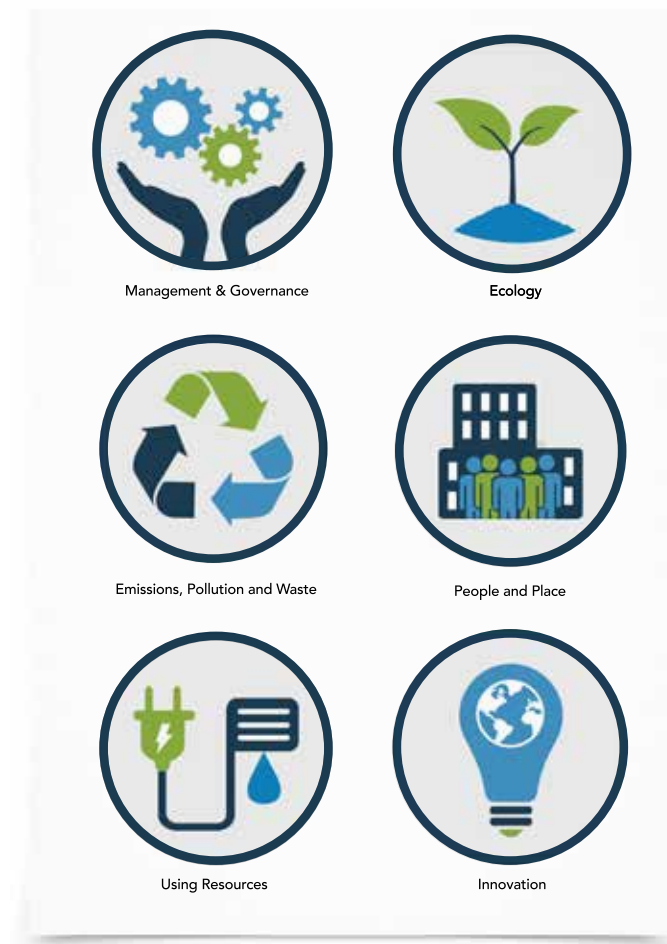 Management & Governance
Ecology
Emissions, Pollution and Waste
People and Place
Using Resources
Innovation